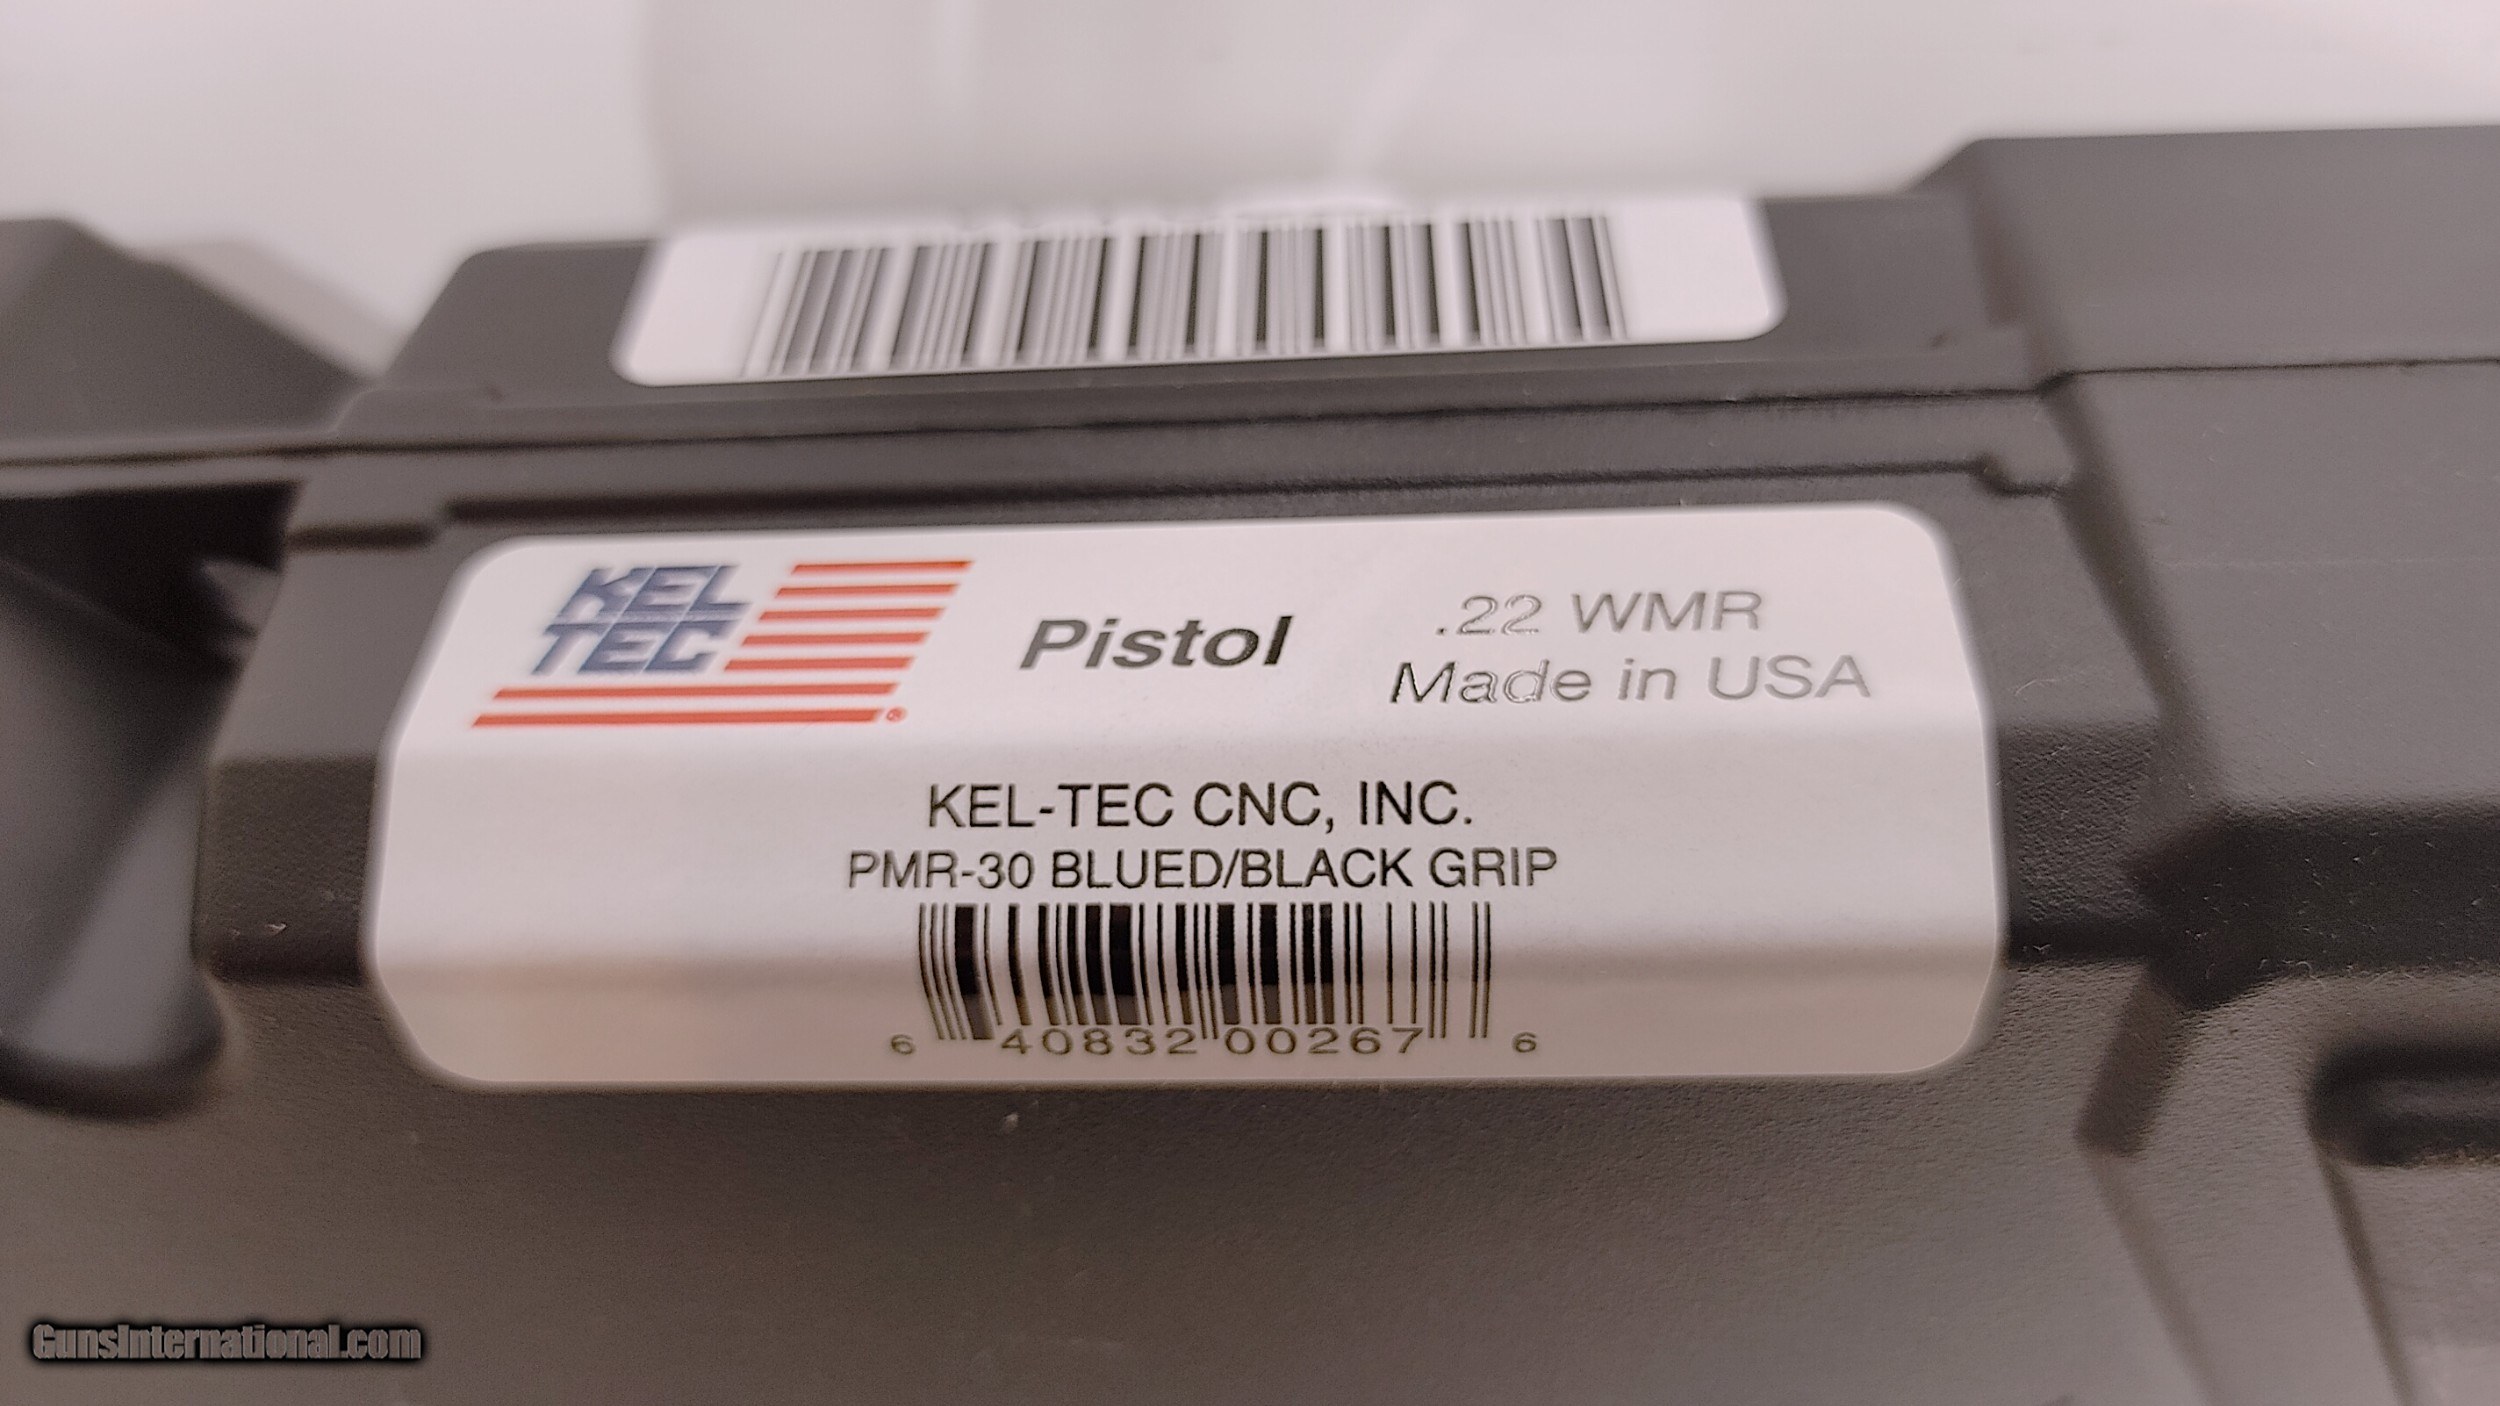 KEL
TEC
®
Pistol
.22 WMR
Made in USA
KEL-TEC CNC, INC.
PMR-30 BLUED/BLACK GRIP
6 40832 00267 6
GunsInternational.com